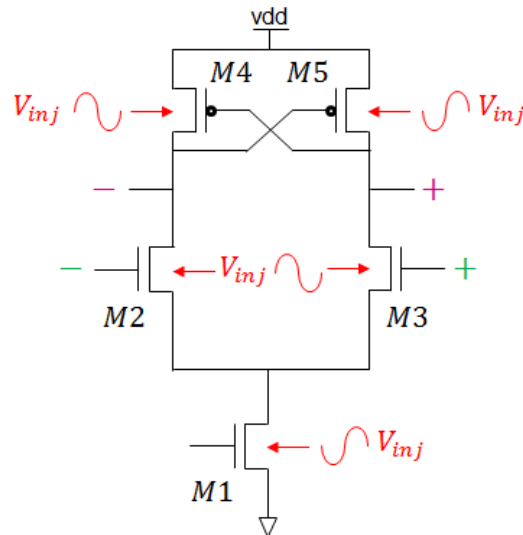 vdd
M4 M5
V_inj V_inj
− +
− V_inj +
M2 M3
V_inj
M1